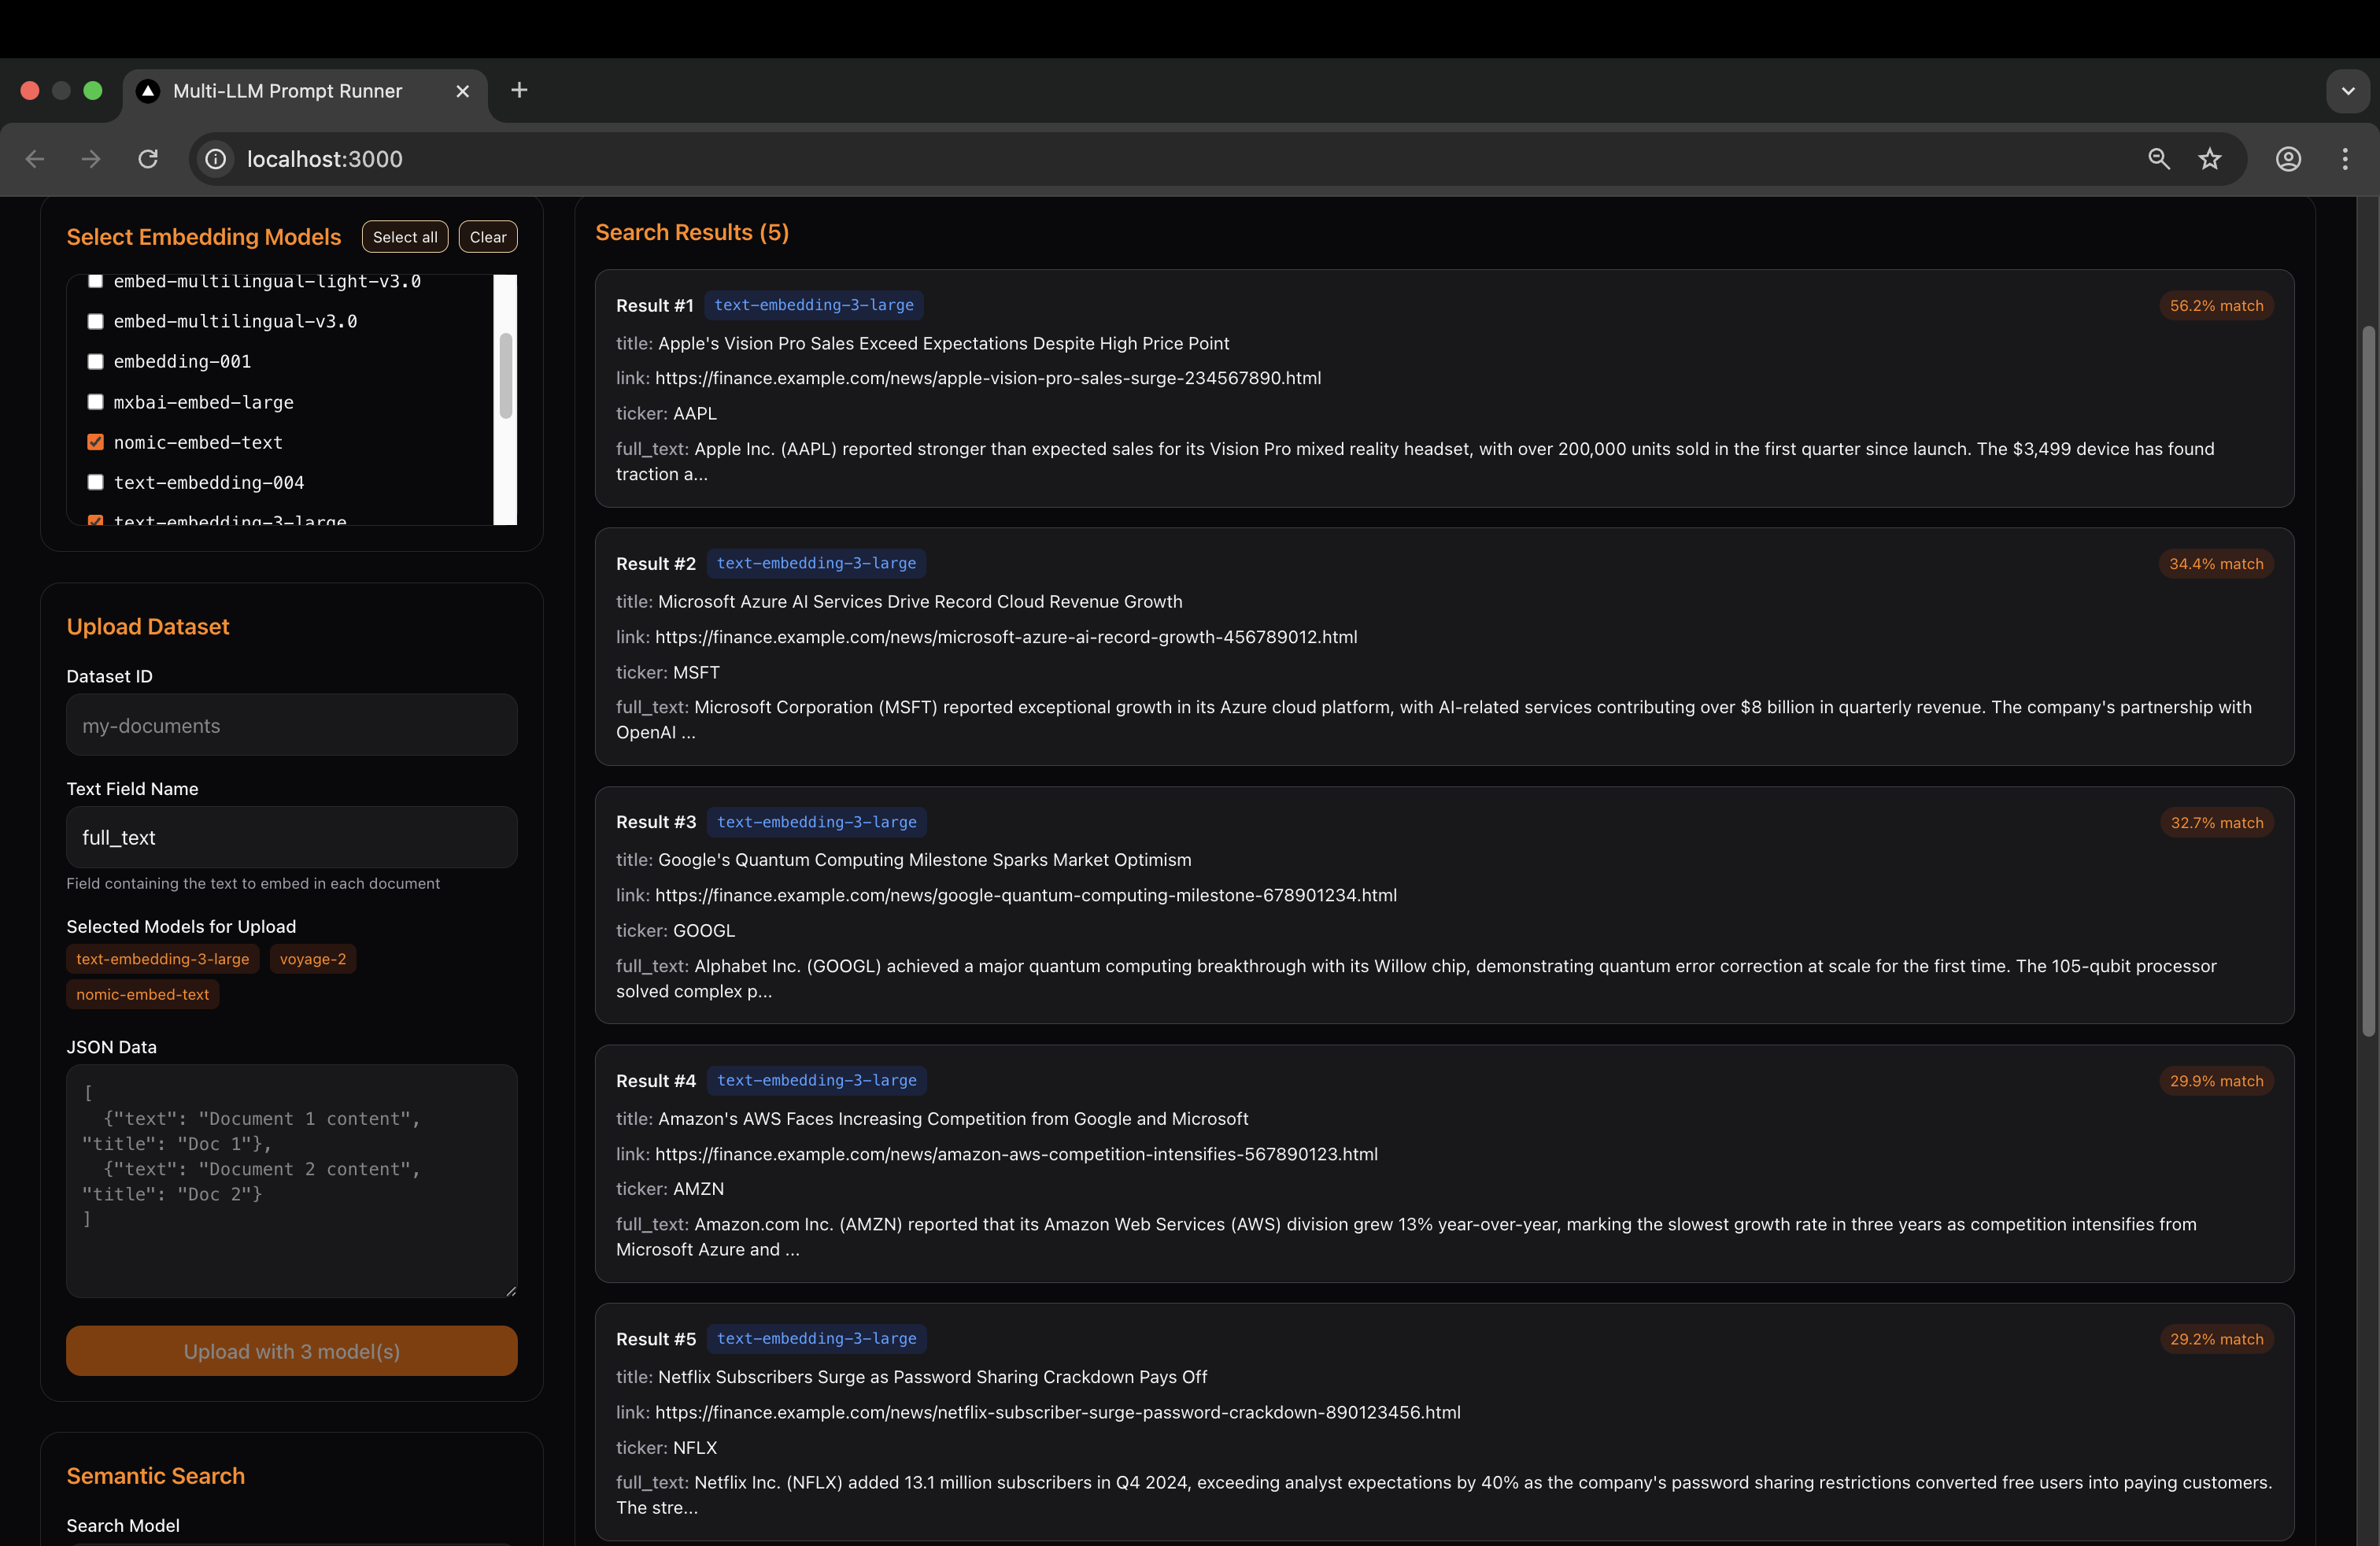 Multi-LLM Prompt Runner
localhost:3000
Select Embedding Models
Select all
Clear
embed-multilingual-light-v3.0
embed-multilingual-v3.0
embedding-001
mxbai-embed-large
nomic-embed-text
text-embedding-004
text-embedding-3-large
Upload Dataset
Dataset ID
my-documents
Text Field Name
full_text
Field containing the text to embed in each document
Selected Models for Upload
text-embedding-3-large
voyage-2
nomic-embed-text
JSON Data
[
{"text": "Document 1 content",
"title": "Doc 1"},
{"text": "Document 2 content",
"title": "Doc 2"}
]
Upload with 3 model(s)
Semantic Search
Search Model
Search Results (5)
Result #1 text-embedding-3-large 56.2% match
title: Apple's Vision Pro Sales Exceed Expectations Despite High Price Point
link: https://finance.example.com/news/apple-vision-pro-sales-surge-234567890.html
ticker: AAPL
full_text: Apple Inc. (AAPL) reported stronger than expected sales for its Vision Pro mixed reality headset, with over 200,000 units sold in the first quarter since launch. The $3,499 device has found
traction a...
Result #2 text-embedding-3-large 34.4% match
title: Microsoft Azure AI Services Drive Record Cloud Revenue Growth
link: https://finance.example.com/news/microsoft-azure-ai-record-growth-456789012.html
ticker: MSFT
full_text: Microsoft Corporation (MSFT) reported exceptional growth in its Azure cloud platform, with AI-related services contributing over $8 billion in quarterly revenue. The company's partnership with
OpenAI ...
Result #3 text-embedding-3-large 32.7% match
title: Google's Quantum Computing Milestone Sparks Market Optimism
link: https://finance.example.com/news/google-quantum-computing-milestone-678901234.html
ticker: GOOGL
full_text: Alphabet Inc. (GOOGL) achieved a major quantum computing breakthrough with its Willow chip, demonstrating quantum error correction at scale for the first time. The 105-qubit processor
solved complex p...
Result #4 text-embedding-3-large 29.9% match
title: Amazon's AWS Faces Increasing Competition from Google and Microsoft
link: https://finance.example.com/news/amazon-aws-competition-intensifies-567890123.html
ticker: AMZN
full_text: Amazon.com Inc. (AMZN) reported that its Amazon Web Services (AWS) division grew 13% year-over-year, marking the slowest growth rate in three years as competition intensifies from
Microsoft Azure and ...
Result #5 text-embedding-3-large 29.2% match
title: Netflix Subscribers Surge as Password Sharing Crackdown Pays Off
link: https://finance.example.com/news/netflix-subscriber-surge-password-crackdown-890123456.html
ticker: NFLX
full_text: Netflix Inc. (NFLX) added 13.1 million subscribers in Q4 2024, exceeding analyst expectations by 40% as the company's password sharing restrictions converted free users into paying customers.
The stre...